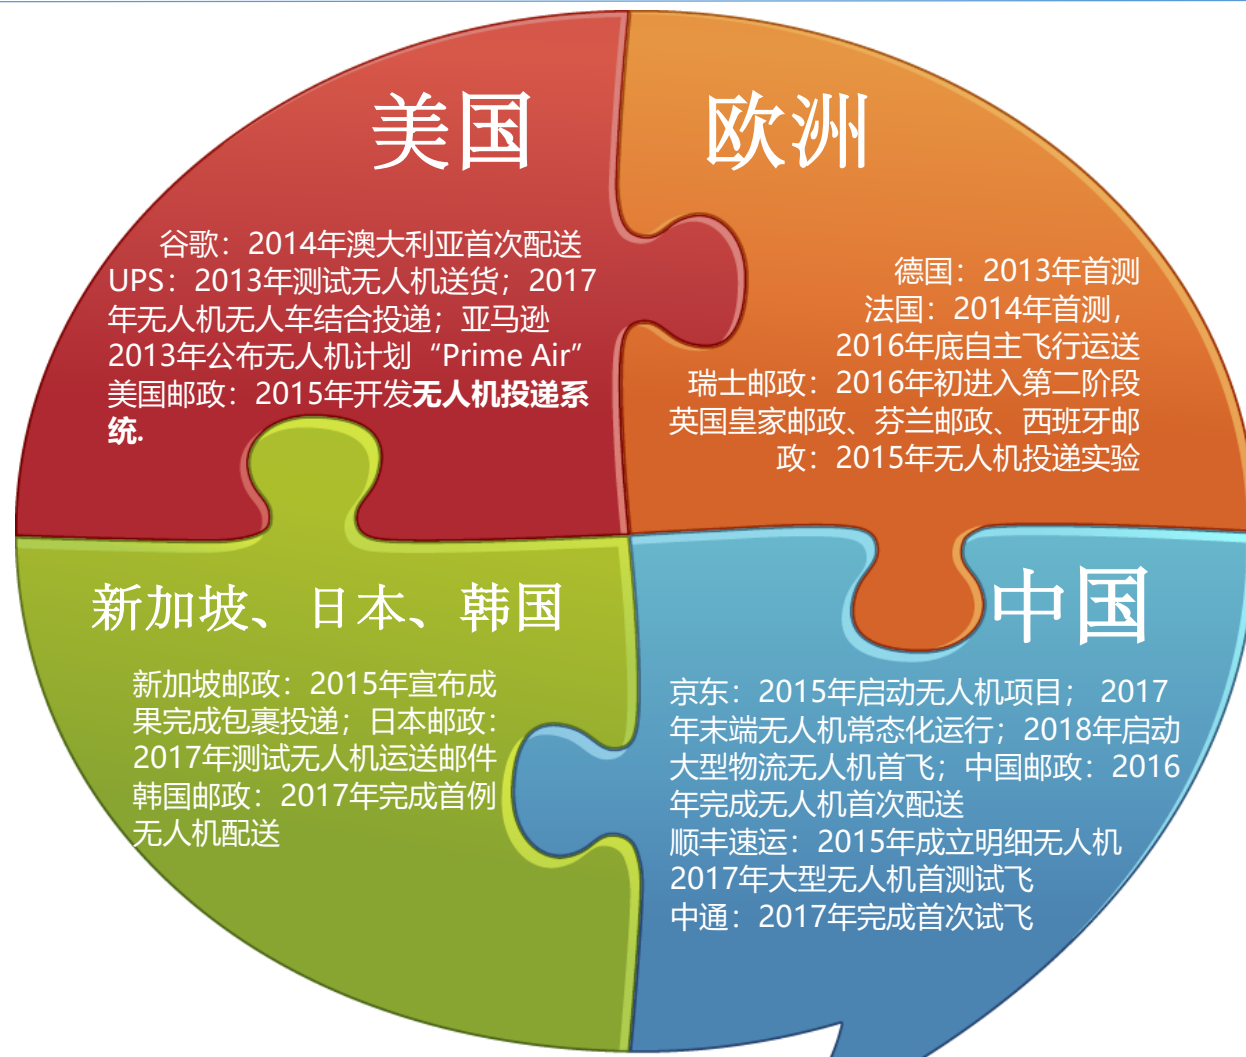 美国
谷歌：2014年澳大利亚首次配送
UPS：2013年测试无人机送货；2017
年无人机无人车结合投递；亚马逊
2013年公布无人机计划“Prime Air”
美国邮政：2015年开发无人机投递系
统.
欧洲
德国：2013年首测
法国：2014年首测，
2016年底自主飞行运送
瑞士邮政：2016年初进入第二阶段
英国皇家邮政、芬兰邮政、西班牙邮
政：2015年无人机投递实验
新加坡、日本、韩国
新加坡邮政：2015年宣布成
果完成包裹投递；日本邮政：
2017年测试无人机运送邮件
韩国邮政：2017年完成首例
无人机配送
中国
京东：2015年启动无人机项目； 2017
年末端无人机常态化运行；2018年启动
大型物流无人机首飞；中国邮政：2016
年完成无人机首次配送
顺丰速运：2015年成立明细无人机
2017年大型无人机首测试飞
中通：2017年完成首次试飞